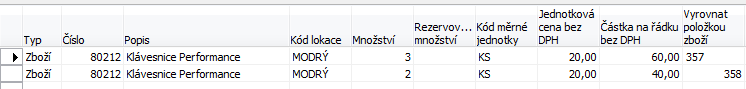 Typ Číslo Popis Kód lokace Množství Rezervov... množství Kód měrné jednotky Jednotková cena bez DPH Částka na řádku bez DPH Vyrovnat položkou zboží
Zboží 80212 Klávesnice Performance MODRÝ 3 KS 20,00 60,00 357
Zboží 80212 Klávesnice Performance MODRÝ 2 KS 20,00 40,00 358